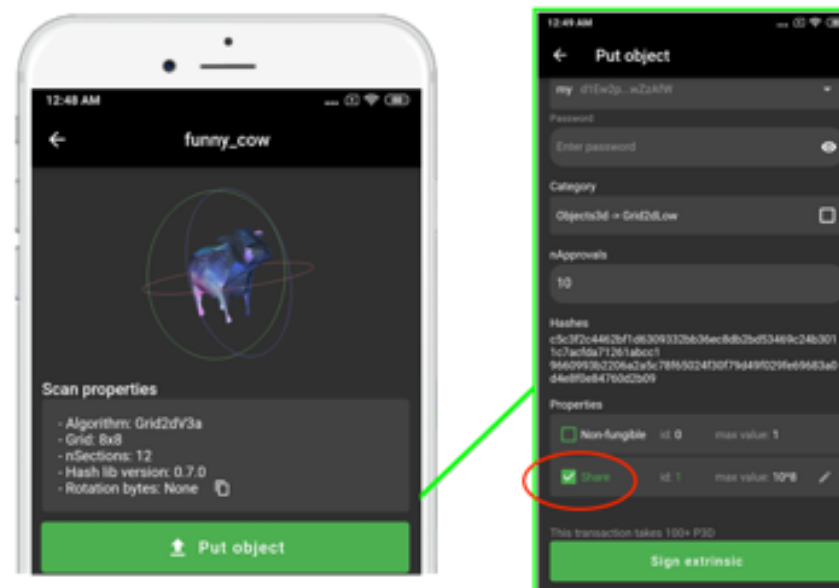 12:48 AM
funny_cow
Scan properties
- Algorithm: Grid2dV3a
- Grid: 8x8
- nSections: 12
- Hash lib version: 0.7.0
- Rotation bytes: None
Put object
12:49 AM
Put object
my
Password
Enter password
Category
Objects3d → Grid2dLow
nApprovals
10
Hashes
1c7acfda71261abcc1
d4e8f0e84760d2b09
Properties
Non-fungible id: 0 max value: 1
Share id: 1 max value: 10^8
This transaction takes 100+ P3D
Sign extrinsic